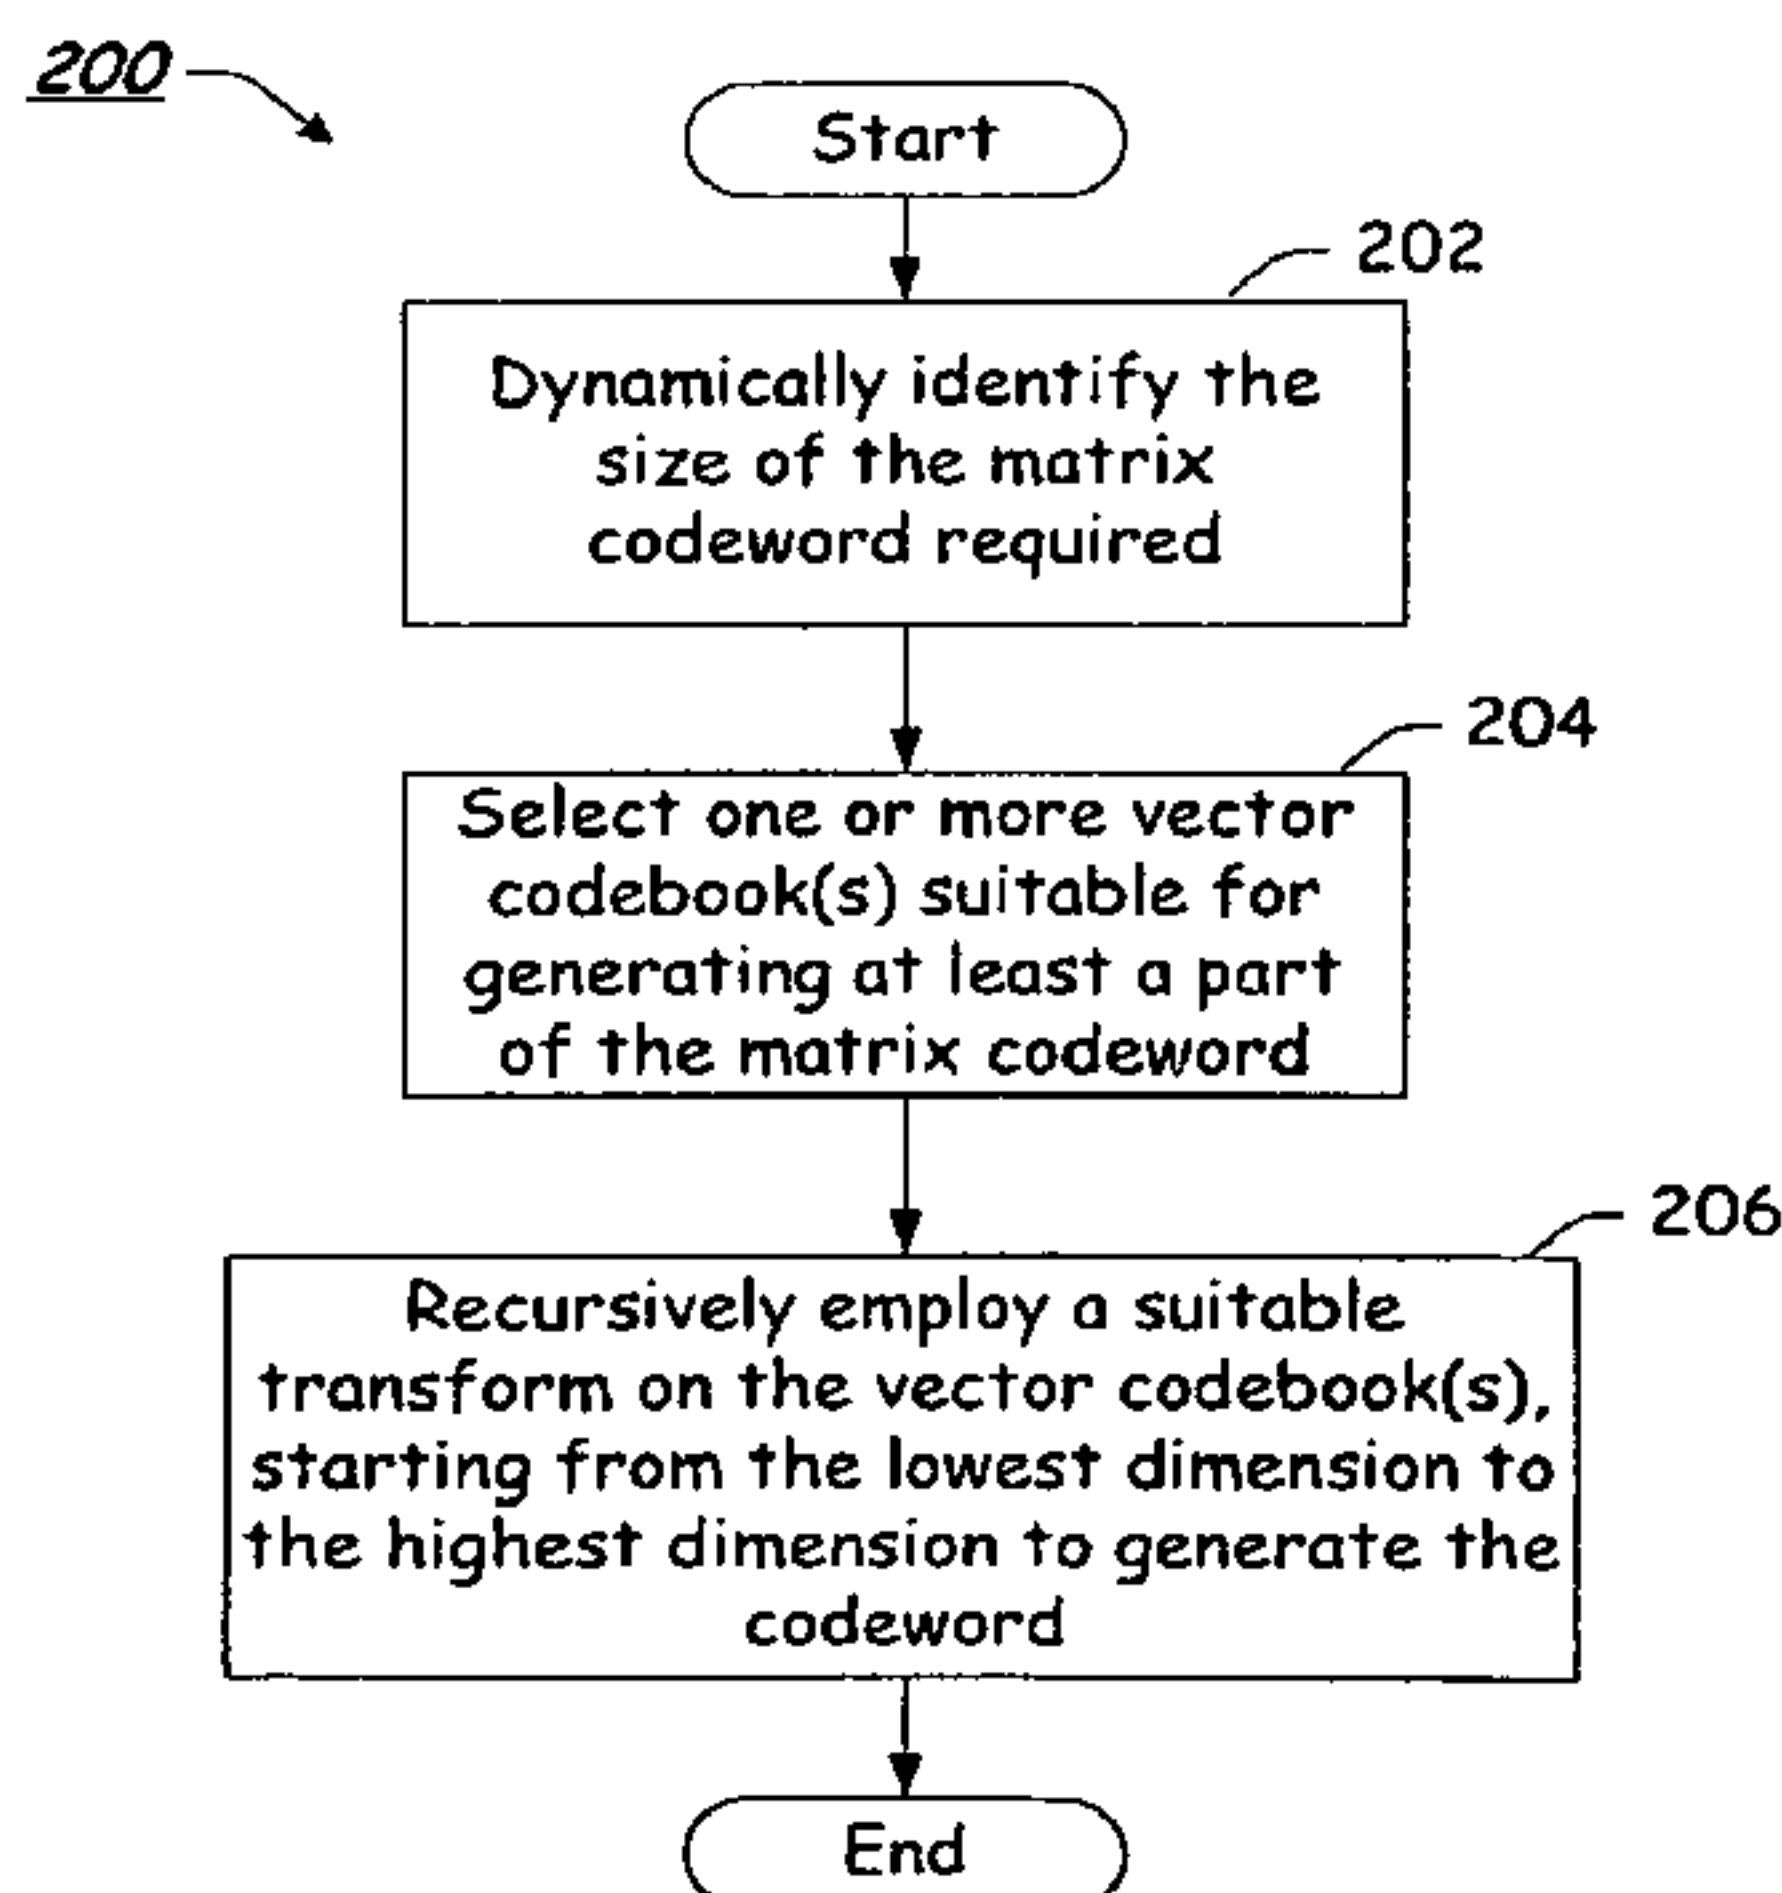 200
Start
202
Dynamically identify the
size of the matrix
codeword required
204
Select one or more vector
codebook(s) suitable for
generating at least a part
of the matrix codeword
206
Recursively employ a suitable
transform on the vector codebook(s),
starting from the lowest dimension to
the highest dimension to generate the
codeword
End